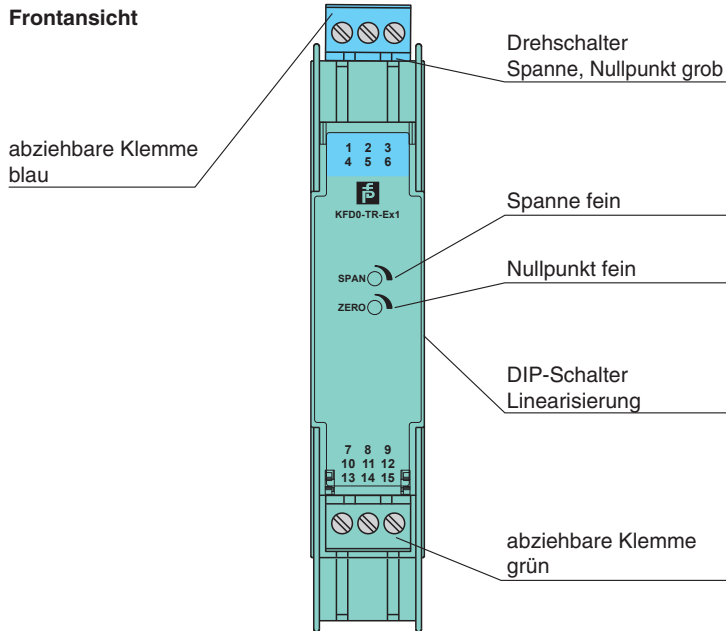 Frontansicht
Drehschalter
Spanne, Nullpunkt grob
abziehbare Klemme
blau
1 2 3
4 5 6
KFD0-TR-Ex1
Spanne fein
SPAN
Nullpunkt fein
ZERO
DIP-Schalter
Linearisierung
7 8 9
10 11 12
13 14 15
abziehbare Klemme
grün